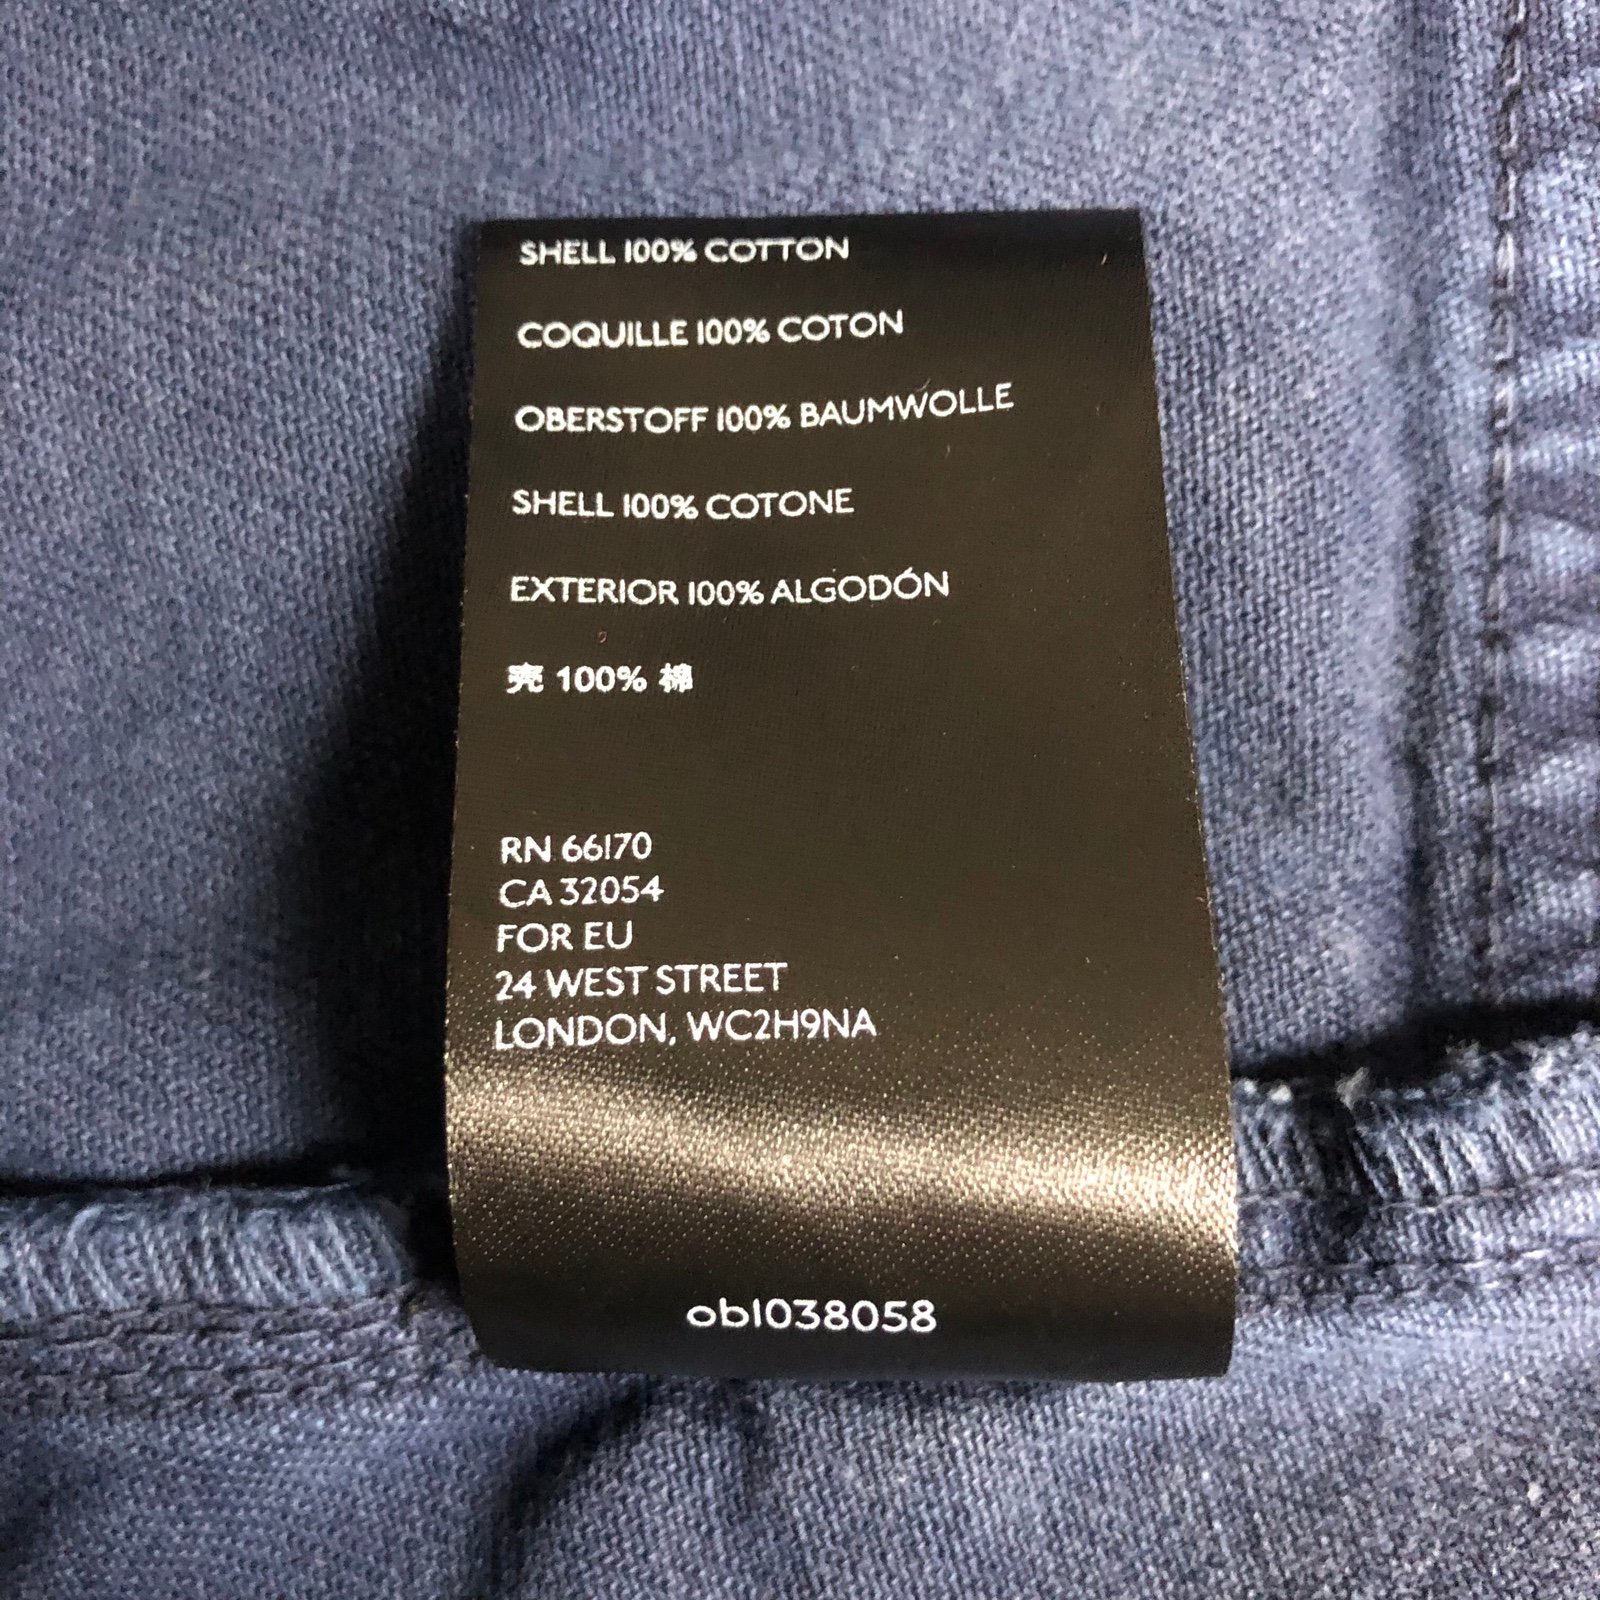 SHELL 100% COTTON
COQUILLE 100% COTON
OBERSTOFF 100% BAUMWOLLE
SHELL 100% COTONE
EXTERIOR 100% ALGODÓN
壳 100% 棉
RN 66170
CA 32054
FOR EU
24 WEST STREET
LONDON, WC2H9NA
ob1038058